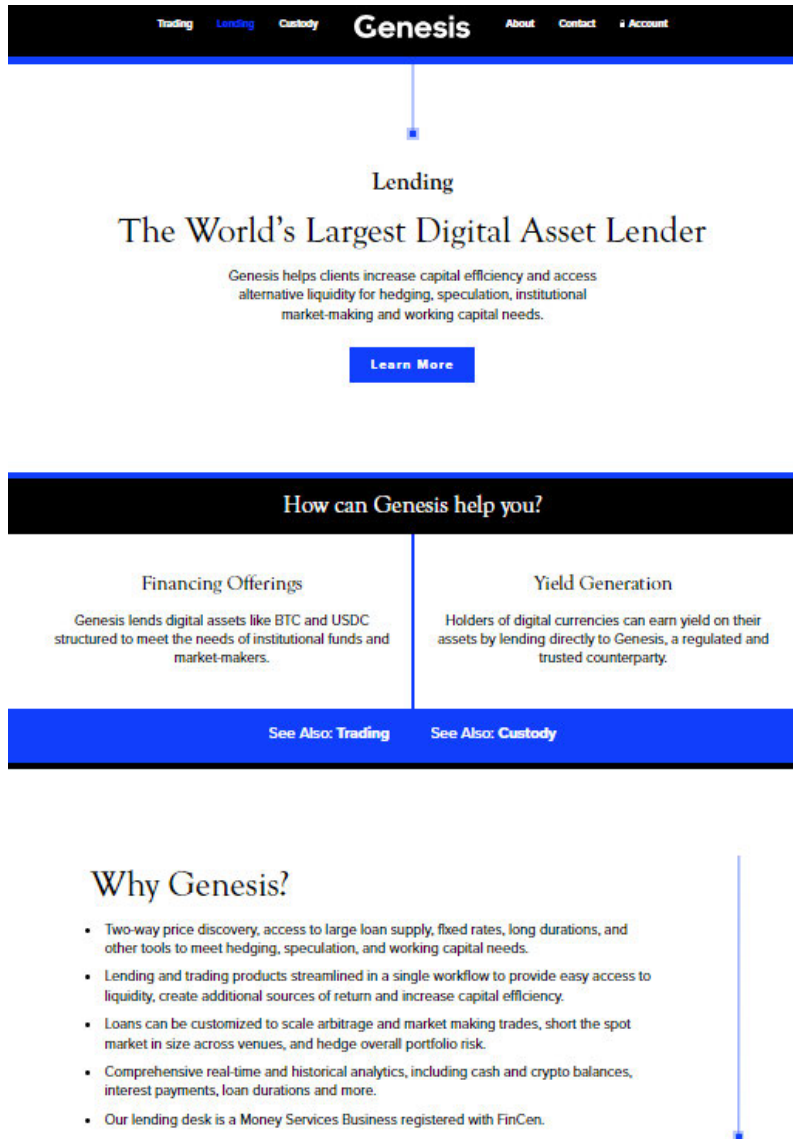 Trading Lending Custody Genesis About Contact Account
Lending
The World's Largest Digital Asset Lender
Genesis helps clients increase capital efficiency and access
alternative liquidity for hedging, speculation, institutional
market-making and working capital needs.
Learn More
How can Genesis help you?
Financing Offerings
Genesis lends digital assets like BTC and USDC
structured to meet the needs of institutional funds and
market-makers.
Yield Generation
Holders of digital currencies can earn yield on their
assets by lending directly to Genesis, a regulated and
trusted counterparty.
See Also: Trading See Also: Custody
Why Genesis?
• Two-way price discovery, access to large loan supply, fixed rates, long durations, and
other tools to meet hedging, speculation, and working capital needs.
• Lending and trading products streamlined in a single workflow to provide easy access to
liquidity, create additional sources of return and increase capital efficiency.
• Loans can be customized to scale arbitrage and market making trades, short the spot
market in size across venues, and hedge overall portfolio risk.
• Comprehensive real-time and historical analytics, including cash and crypto balances,
interest payments, loan durations and more.
• Our lending desk is a Money Services Business registered with FinCen.